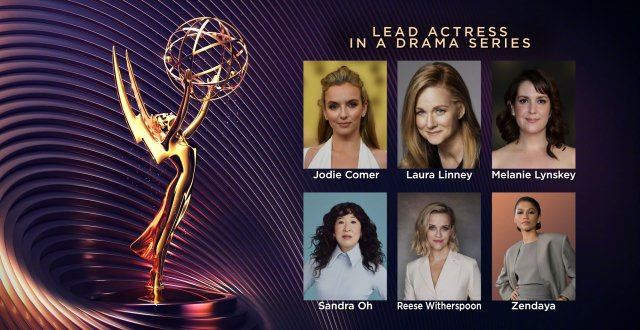 LEAD ACTRESS
IN A DRAMA SERIES
Jodie Comer
Laura Linney
Melanie Lynskey
Sandra Oh
Reese Witherspoon
Zendaya